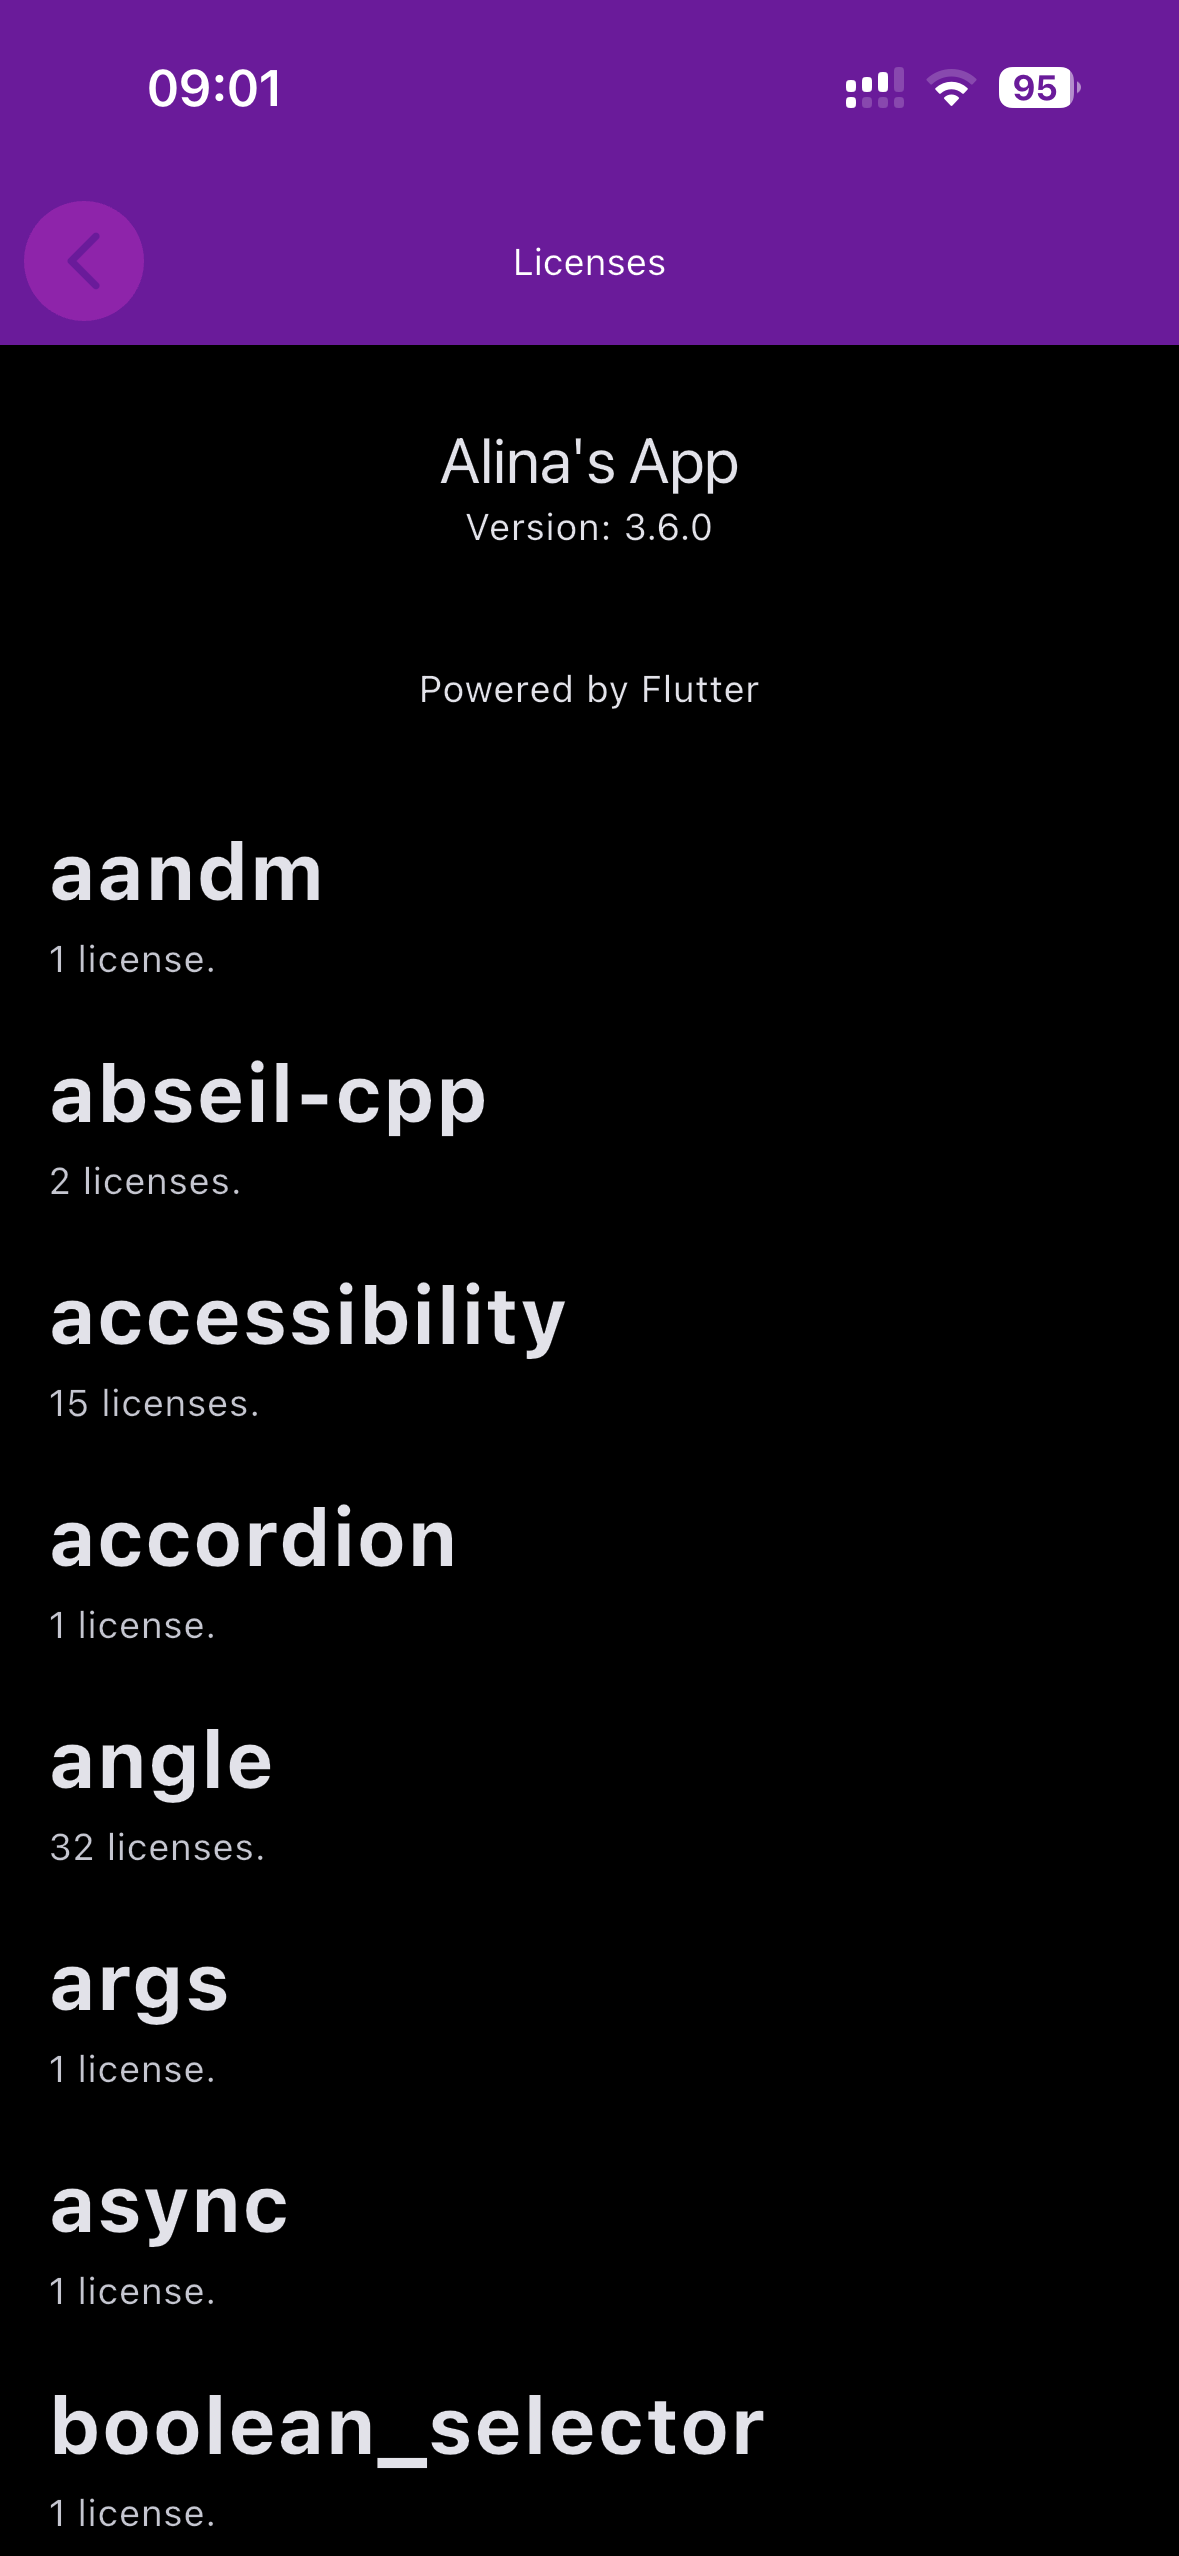 09:01
95
Licenses
Alina's App
Version: 3.6.0
Powered by Flutter
aandm
1 license.
abseil-cpp
2 licenses.
accessibility
15 licenses.
accordion
1 license.
angle
32 licenses.
args
1 license.
async
1 license.
boolean_selector
1 license.